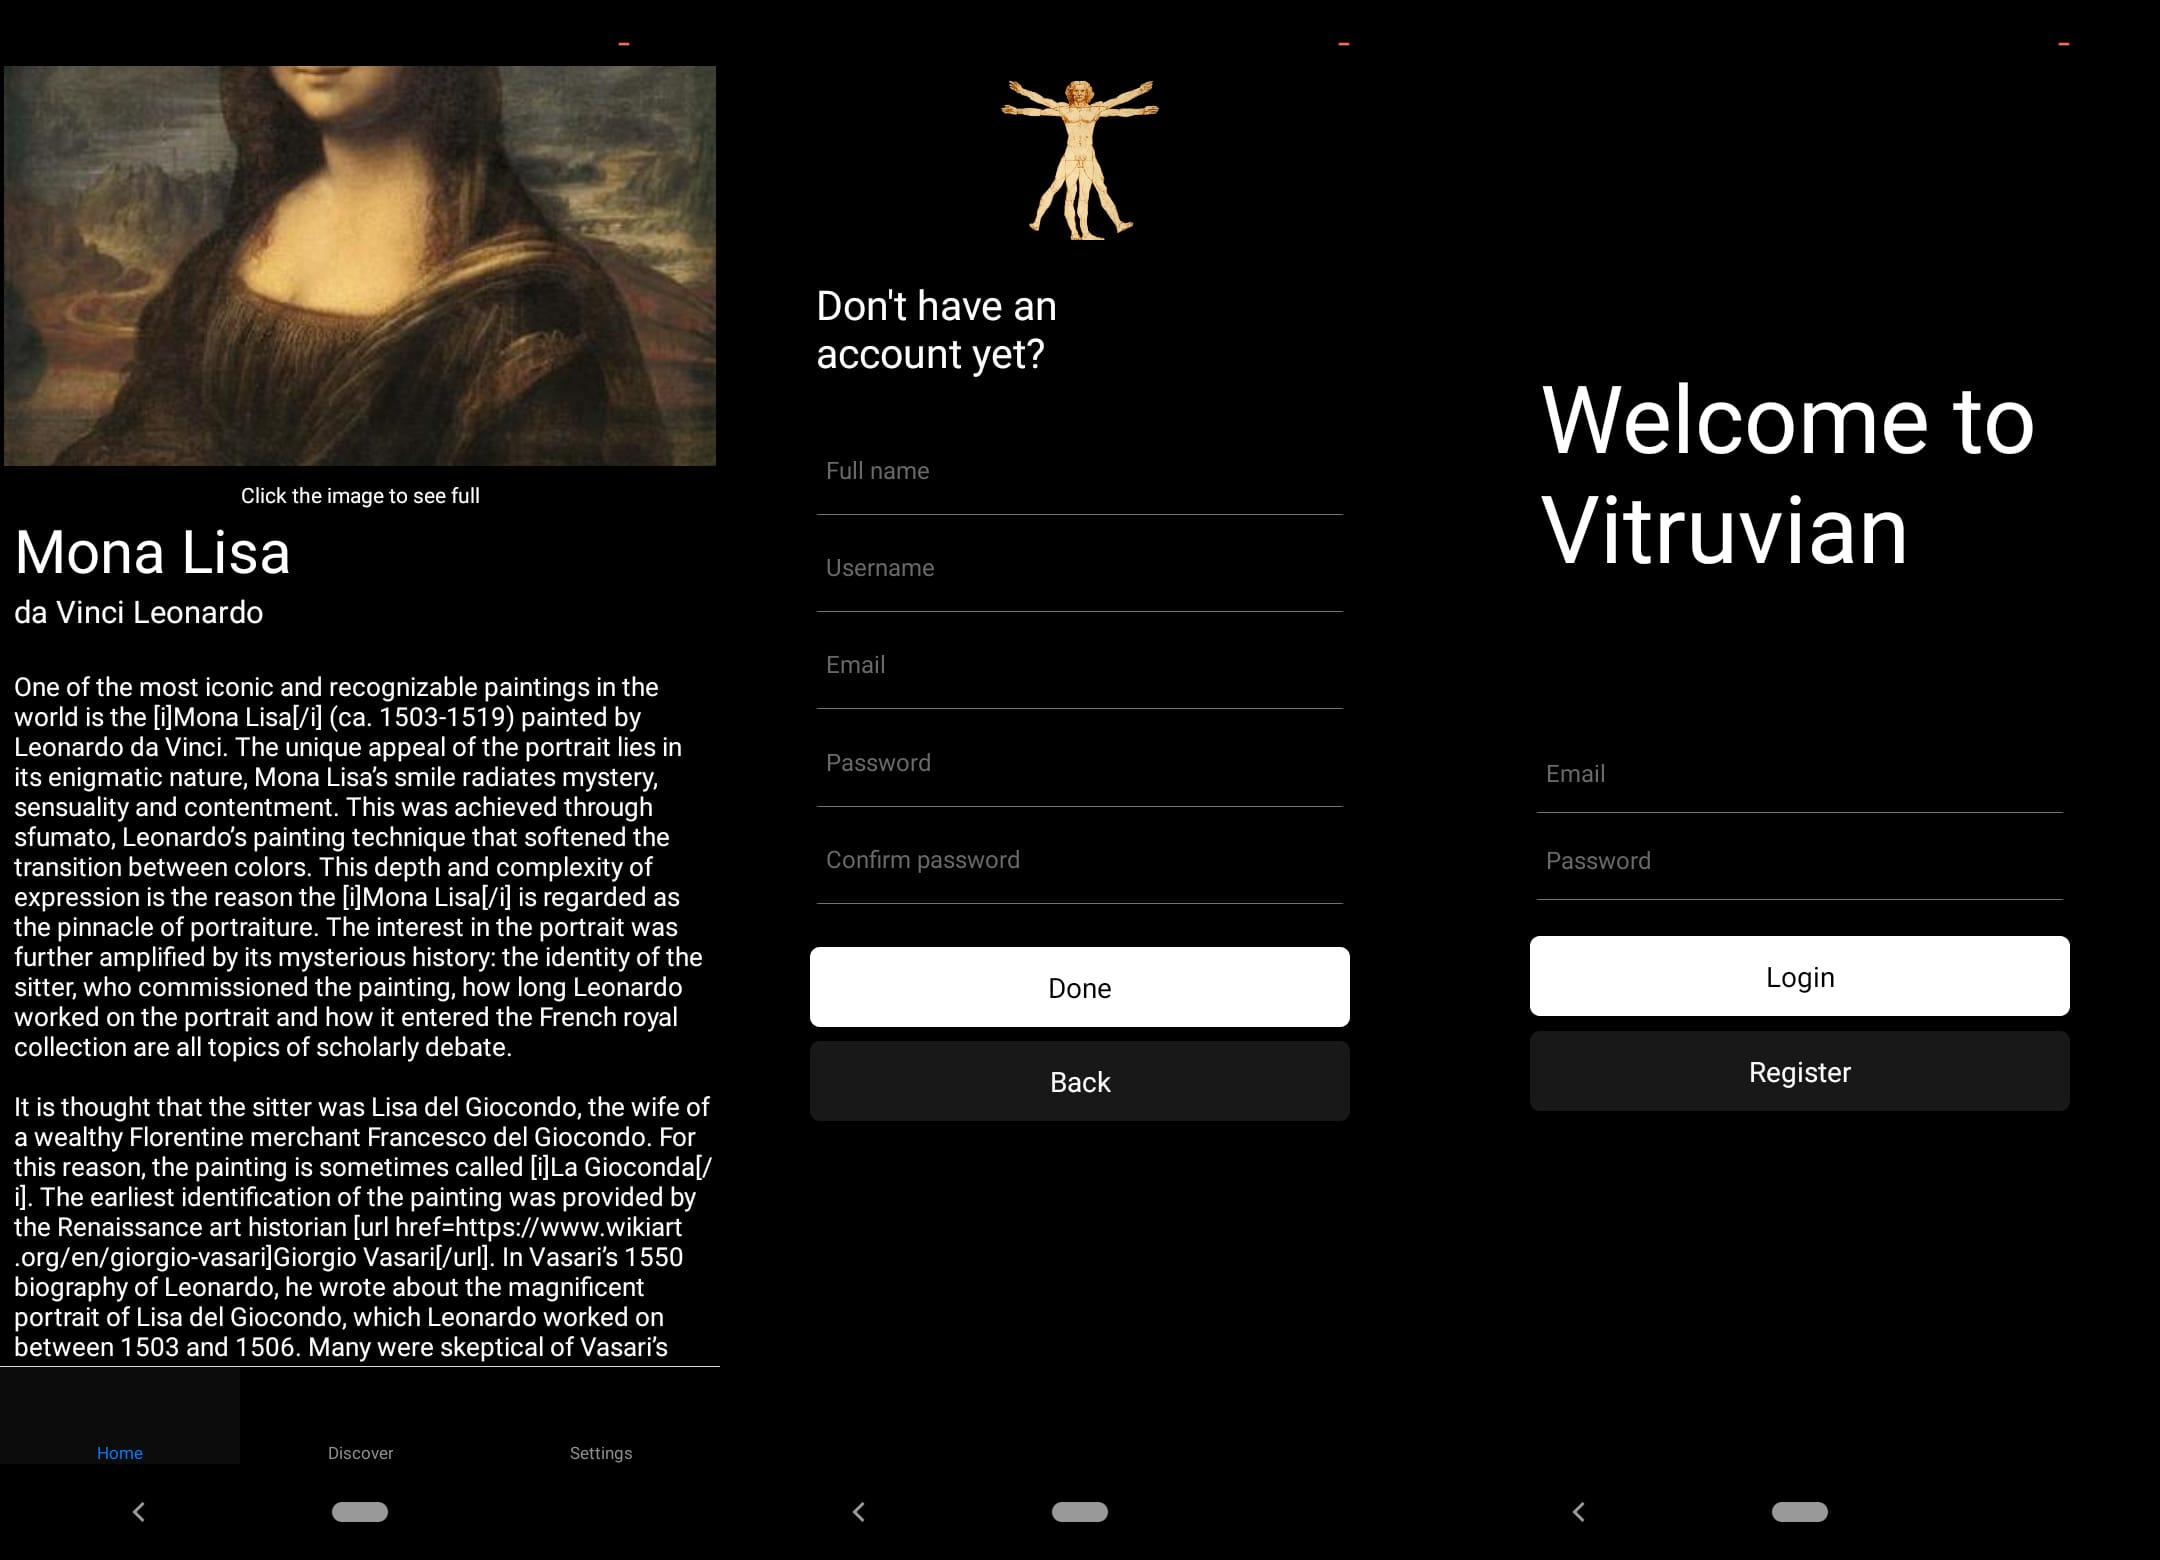 Click the image to see full
Mona Lisa
da Vinci Leonardo
One of the most iconic and recognizable paintings in the
world is the [i]Mona Lisa[/i] (ca. 1503-1519) painted by
Leonardo da Vinci. The unique appeal of the portrait lies in
its enigmatic nature, Mona Lisa’s smile radiates mystery,
sensuality and contentment. This was achieved through
sfumato, Leonardo’s painting technique that softened the
transition between colors. This depth and complexity of
expression is the reason the [i]Mona Lisa[/i] is regarded as
the pinnacle of portraiture. The interest in the portrait was
further amplified by its mysterious history: the identity of the
sitter, who commissioned the painting, how long Leonardo
worked on the portrait and how it entered the French royal
collection are all topics of scholarly debate.
It is thought that the sitter was Lisa del Giocondo, the wife of
a wealthy Florentine merchant Francesco del Giocondo. For
this reason, the painting is sometimes called [i]La Gioconda[/
i]. The earliest identification of the painting was provided by
the Renaissance art historian [url href=https://www.wikiart
.org/en/giorgio-vasari]Giorgio Vasari[/url]. In Vasari’s 1550
biography of Leonardo, he wrote about the magnificent
portrait of Lisa del Giocondo, which Leonardo worked on
between 1503 and 1506. Many were skeptical of Vasari’s
Home
Discover
Settings
Don't have an
account yet?
Full name
Username
Email
Password
Confirm password
Done
Back
Welcome to
Vitruvian
Email
Password
Login
Register